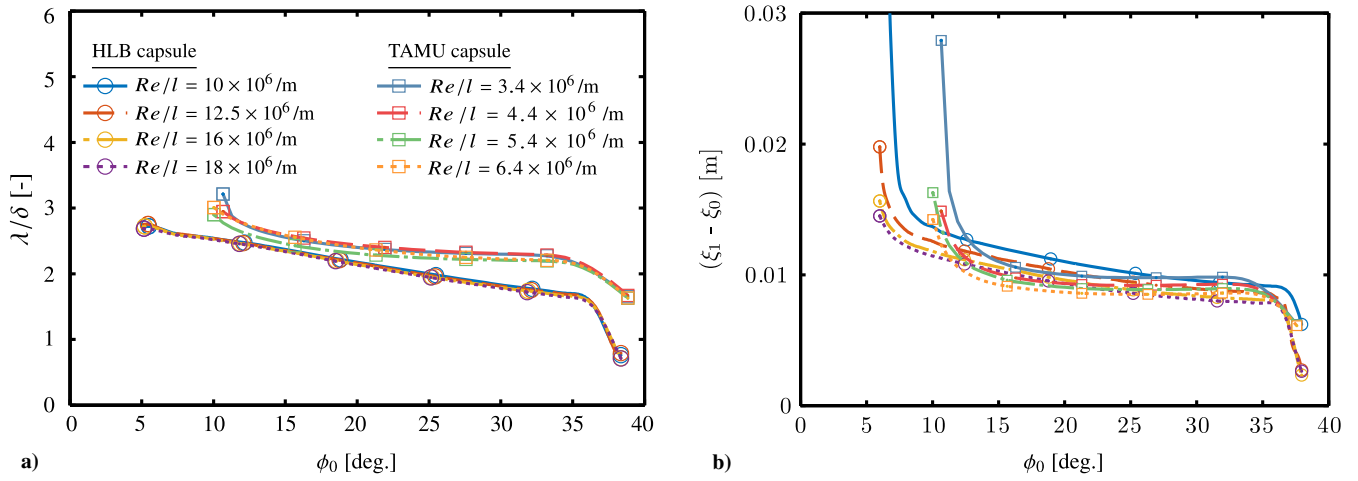 6
5
4
3
2
1
0
λ/δ [-]
HLB capsule
Re/l = 10 × 10⁶/m
Re/l = 12.5 × 10⁶/m
Re/l = 16 × 10⁶/m
Re/l = 18 × 10⁶/m
TAMU capsule
Re/l = 3.4 × 10⁶/m
Re/l = 4.4 × 10⁶ /m
Re/l = 5.4 × 10⁶ /m
Re/l = 6.4 × 10⁶/m
0 5 10 15 20 25 30 35 40
a)
ϕ₀ [deg.]
0.03
0.02
0.01
0
(ξ₁ - ξ₀) [m]
0 5 10 15 20 25 30 35 40
b)
ϕ₀ [deg.]